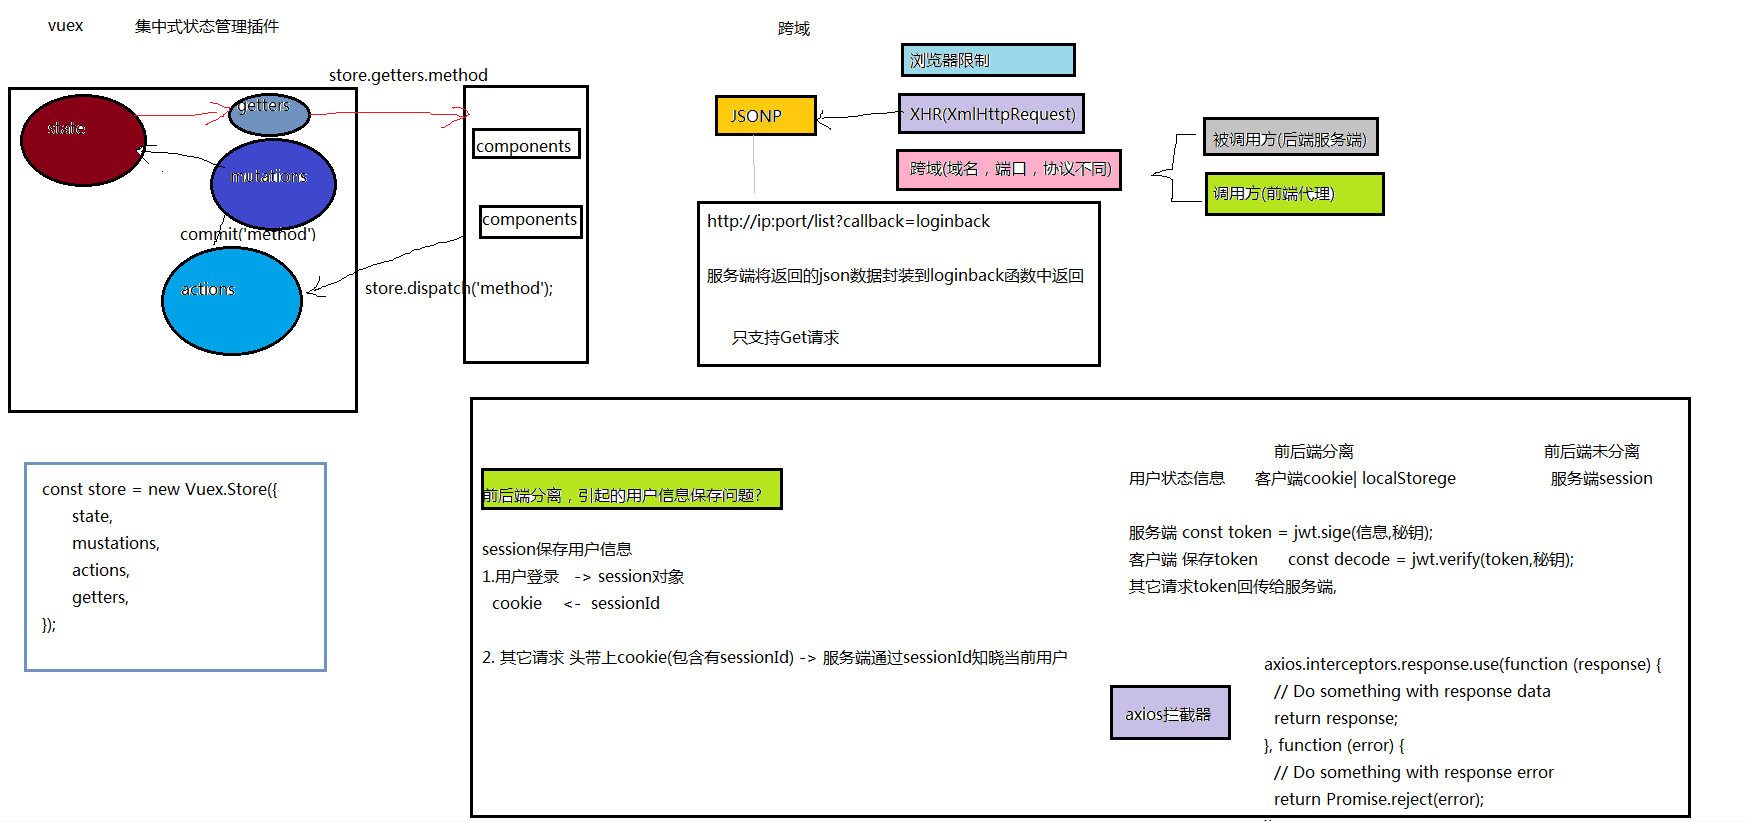 vuex 集中式状态管理插件
store.getters.method
state
getters
mutations
commit('method')
actions
components
components
store.dispatch('method');
const store = new Vuex.Store({
state,
mustations,
actions,
getters,
});
跨域
浏览器限制
JSONP
XHR(XmlHttpRequest)
跨域(域名，端口，协议不同)
被调用方(后端服务端)
调用方(前端代理)
http://ip:port/list?callback=loginback
服务端将返回的json数据封装到loginback函数中返回
只支持Get请求
前后端分离，引起的用户信息保存问题?
session保存用户信息
1.用户登录 -> session对象
cookie <- sessionId
2. 其它请求 头带上cookie(包含有sessionId) -> 服务端通过sessionId知晓当前用户
前后端分离 前后端未分离
用户状态信息 客户端cookie| localStorege 服务端session
服务端 const token = jwt.sige(信息,秘钥);
客户端 保存token const decode = jwt.verify(token,秘钥);
其它请求token回传给服务端,
axios拦截器
axios.interceptors.response.use(function (response) {
// Do something with response data
return response;
}, function (error) {
// Do something with response error
return Promise.reject(error);